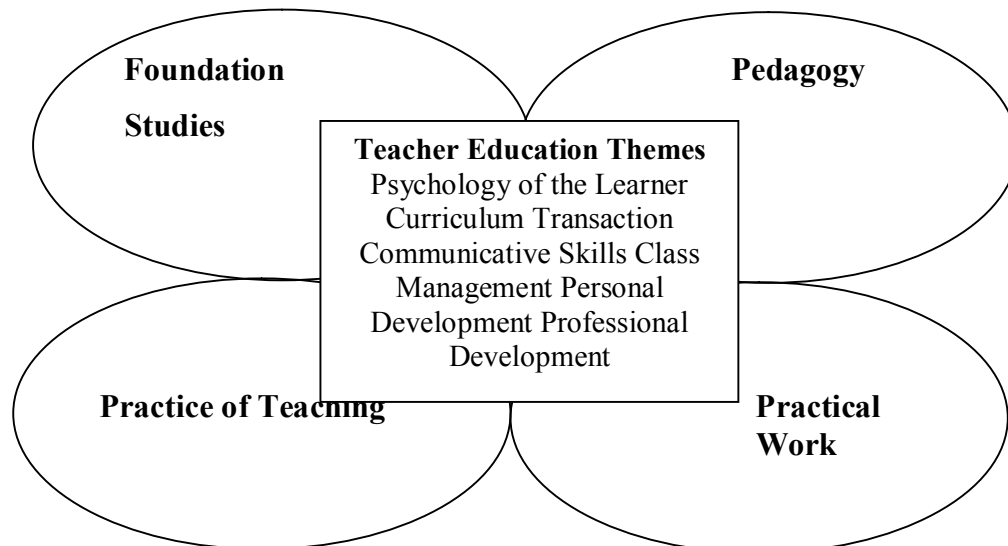 Foundation
Studies
Pedagogy
Teacher Education Themes
Psychology of the Learner
Curriculum Transaction
Communicative Skills Class
Management Personal
Development Professional
Development
Practice of Teaching
Practical
Work